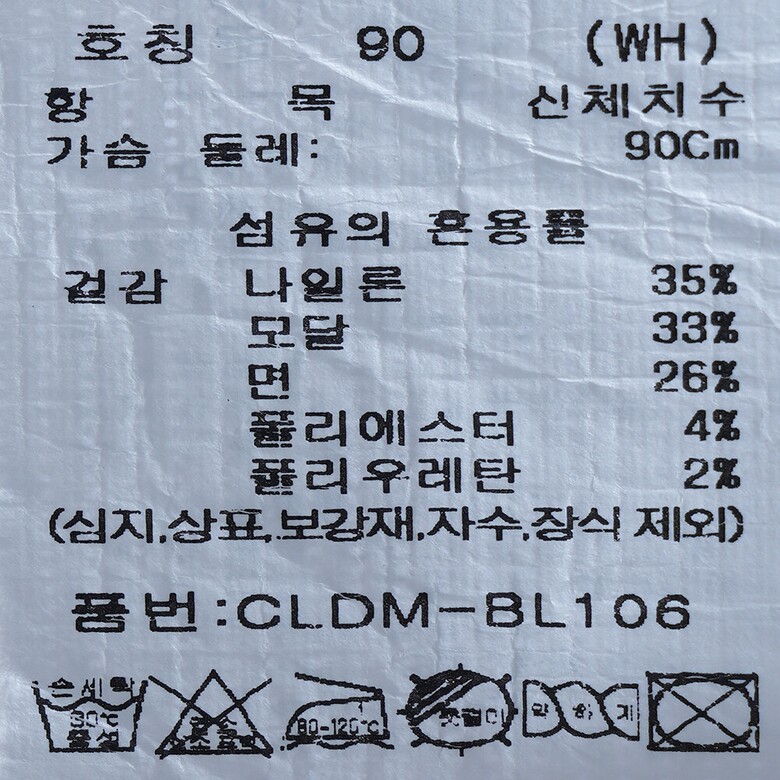 호칭 90 (WH)
항 목 신체치수
가슴 둘레: 90Cm
섬유의 혼용률
겉감 나일론 35%
모달 33%
면 26%
폴리에스터 4%
폴리우레탄 2%
(심지,상표,보강재,자수,장식 제외)
품번:CLDM-BL106
손세탁
30℃
중성
80-120℃
옷걸이
약하게